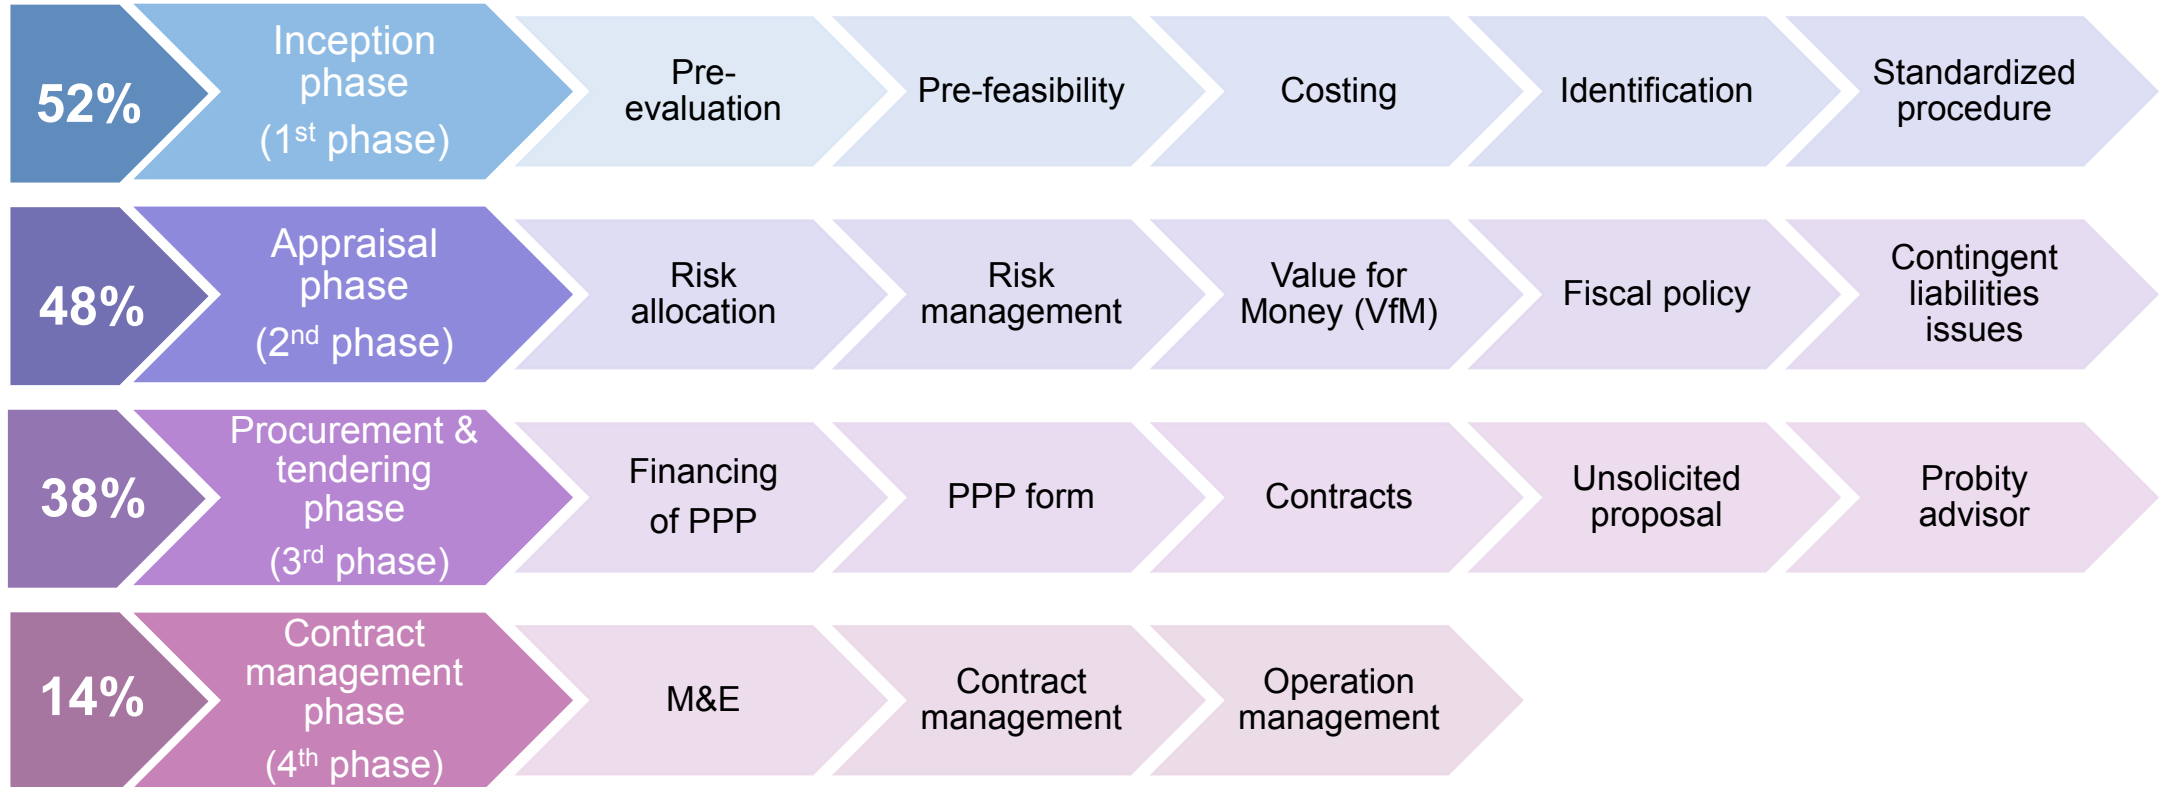 52%
Inception
phase
(1st phase)
Pre-
evaluation
Pre-feasibility
Costing
Identification
Standardized
procedure
48%
Appraisal
phase
(2nd phase)
Risk
allocation
Risk
management
Value for
Money (VfM)
Fiscal policy
Contingent
liabilities
issues
38%
Procurement &
tendering
phase
(3rd phase)
Financing
of PPP
PPP form
Contracts
Unsolicited
proposal
Probity
advisor
14%
Contract
management
phase
(4th phase)
M&E
Contract
management
Operation
management